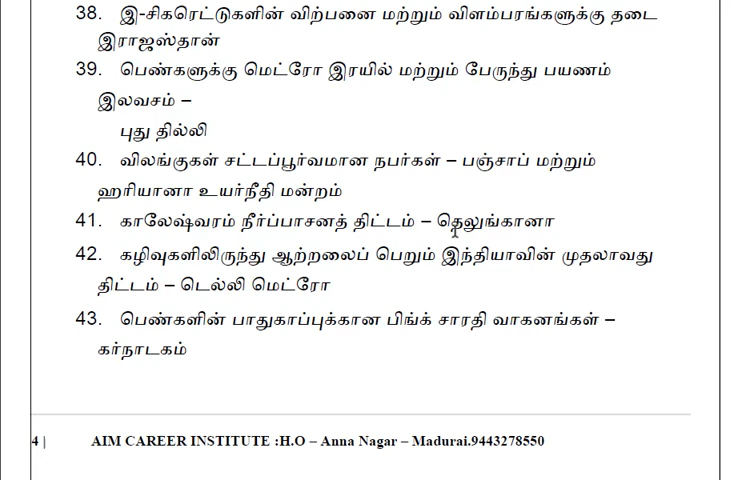 38. இ-சிகரெட்டுகளின் விற்பனை மற்றும் விளம்பரங்களுக்கு தடை
இராஜஸ்தான்
39. பெண்களுக்கு மெட்ரோ இரயில் மற்றும் பேருந்து பயணம்
இலவசம் –
புது தில்லி
40. விலங்குகள் சட்டப்பூர்வமான நபர்கள் – பஞ்சாப் மற்றும்
ஹரியானா உயர்நீதி மன்றம்
41. காலேஷ்வரம் நீர்ப்பாசனத் திட்டம் – தெலுங்கானா
42. கழிவுகளிலிருந்து ஆற்றலைப் பெறும் இந்தியாவின் முதலாவது
திட்டம் – டெல்லி மெட்ரோ
43. பெண்களின் பாதுகாப்புக்கான பிங்க் சாரதி வாகனங்கள் –
கர்நாடகம்
4 | AIM CAREER INSTITUTE :H.O – Anna Nagar – Madurai.9443278550